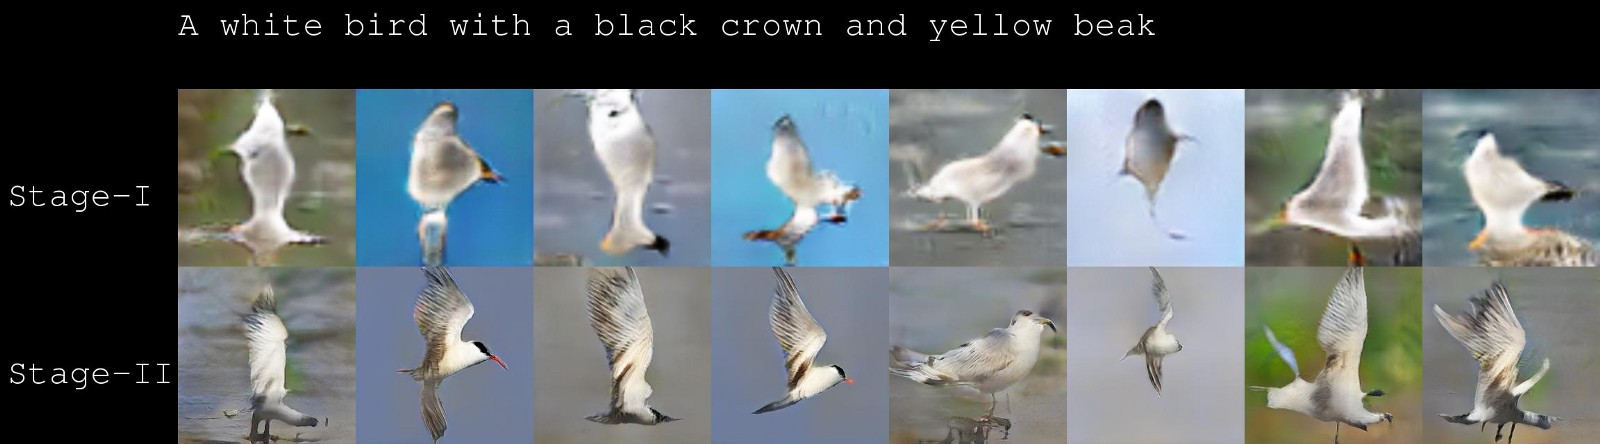 A white bird with a black crown and yellow beak
Stage-I
Stage-II